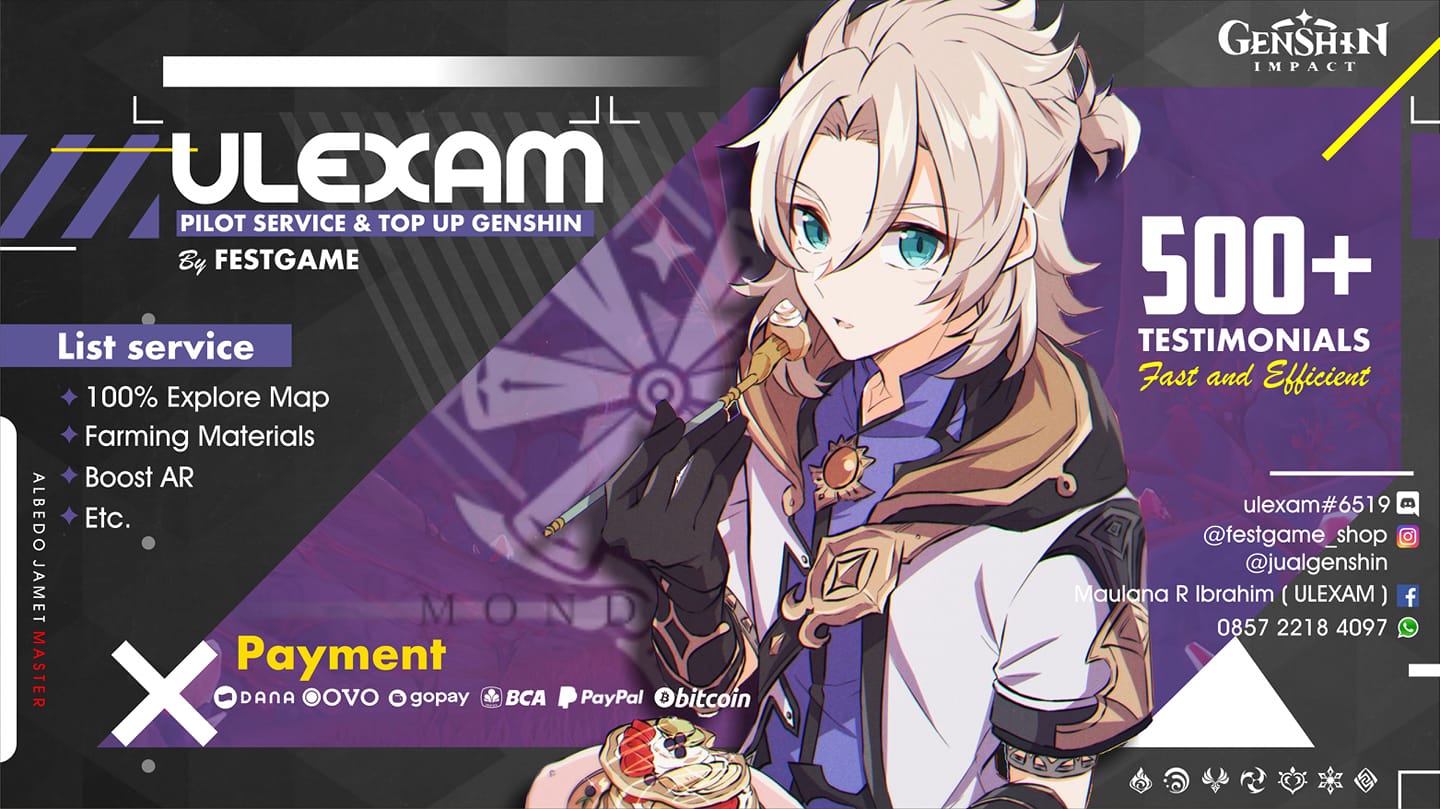 GENSHIN
IMPACT
ULEXAM
PILOT SERVICE & TOP UP GENSHIN
By FESTGAME
500+
TESTIMONIALS
Fast and Efficient
List service
100% Explore Map
Farming Materials
Boost AR
Etc.
ALBEDO JAMET MASTER
MOND
ulexam#6519
@festgame_shop
@jualgenshin
Maulana R Ibrahim ( ULEXAM )
0857 2218 4097
Payment
DANA OVO gopay BCA PayPal bitcoin